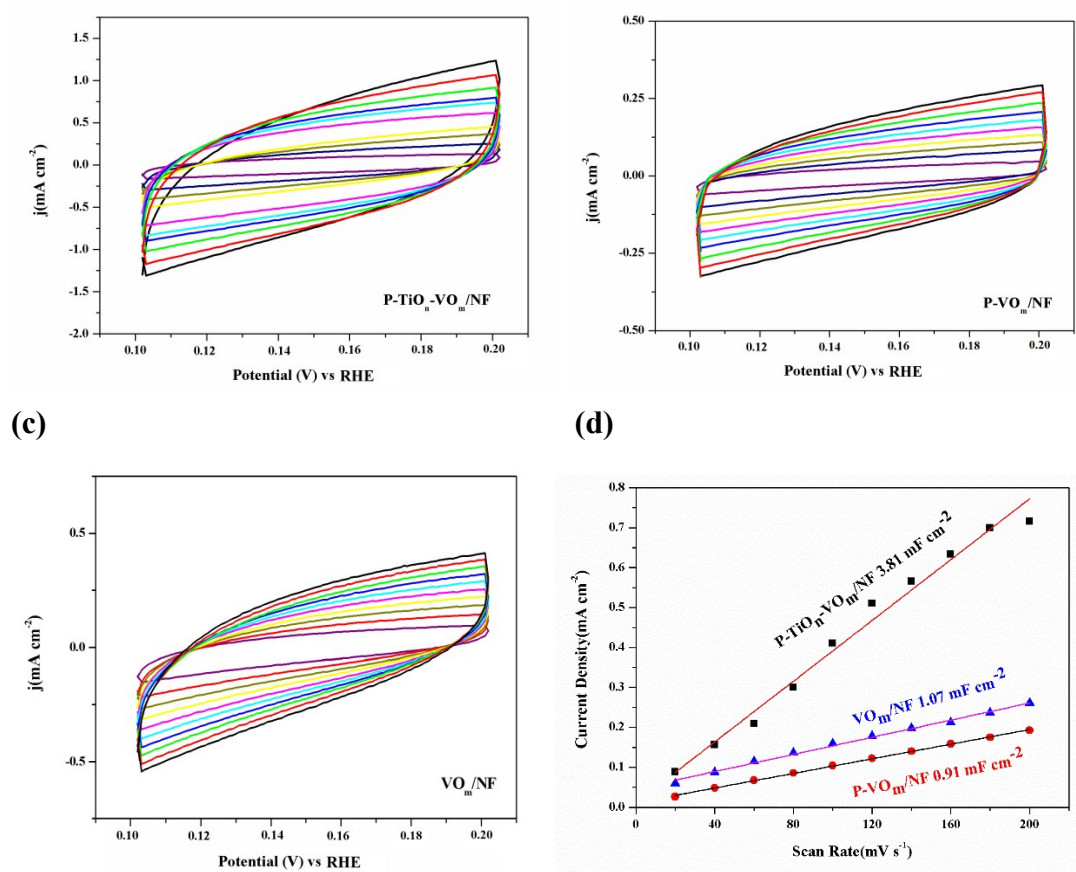 1.5
1.0
0.5
0.0
-0.5
-1.0
-1.5
-2.0
j(mA cm⁻²)
P-TiOₙ-VOₘ/NF
0.10 0.12 0.14 0.16 0.18 0.20
Potential (V) vs RHE
0.50
0.25
0.00
-0.25
-0.50
j(mA cm⁻²)
P-VOₘ/NF
0.10 0.12 0.14 0.16 0.18 0.20
Potential (V) vs RHE
(c)
(d)
0.5
0.0
-0.5
j(mA cm⁻²)
VOₘ/NF
0.10 0.12 0.14 0.16 0.18 0.20
Potential (V) vs RHE
0.8
0.7
0.6
0.5
0.4
0.3
0.2
0.1
0.0
Current Density(mA cm⁻²)
P-TiOₙ-VOₘ/NF 3.81 mF cm⁻²
VOₘ/NF 1.07 mF cm⁻²
P-VOₘ/NF 0.91 mF cm⁻²
0 40 80 120 160 200
Scan Rate(mV s⁻¹)